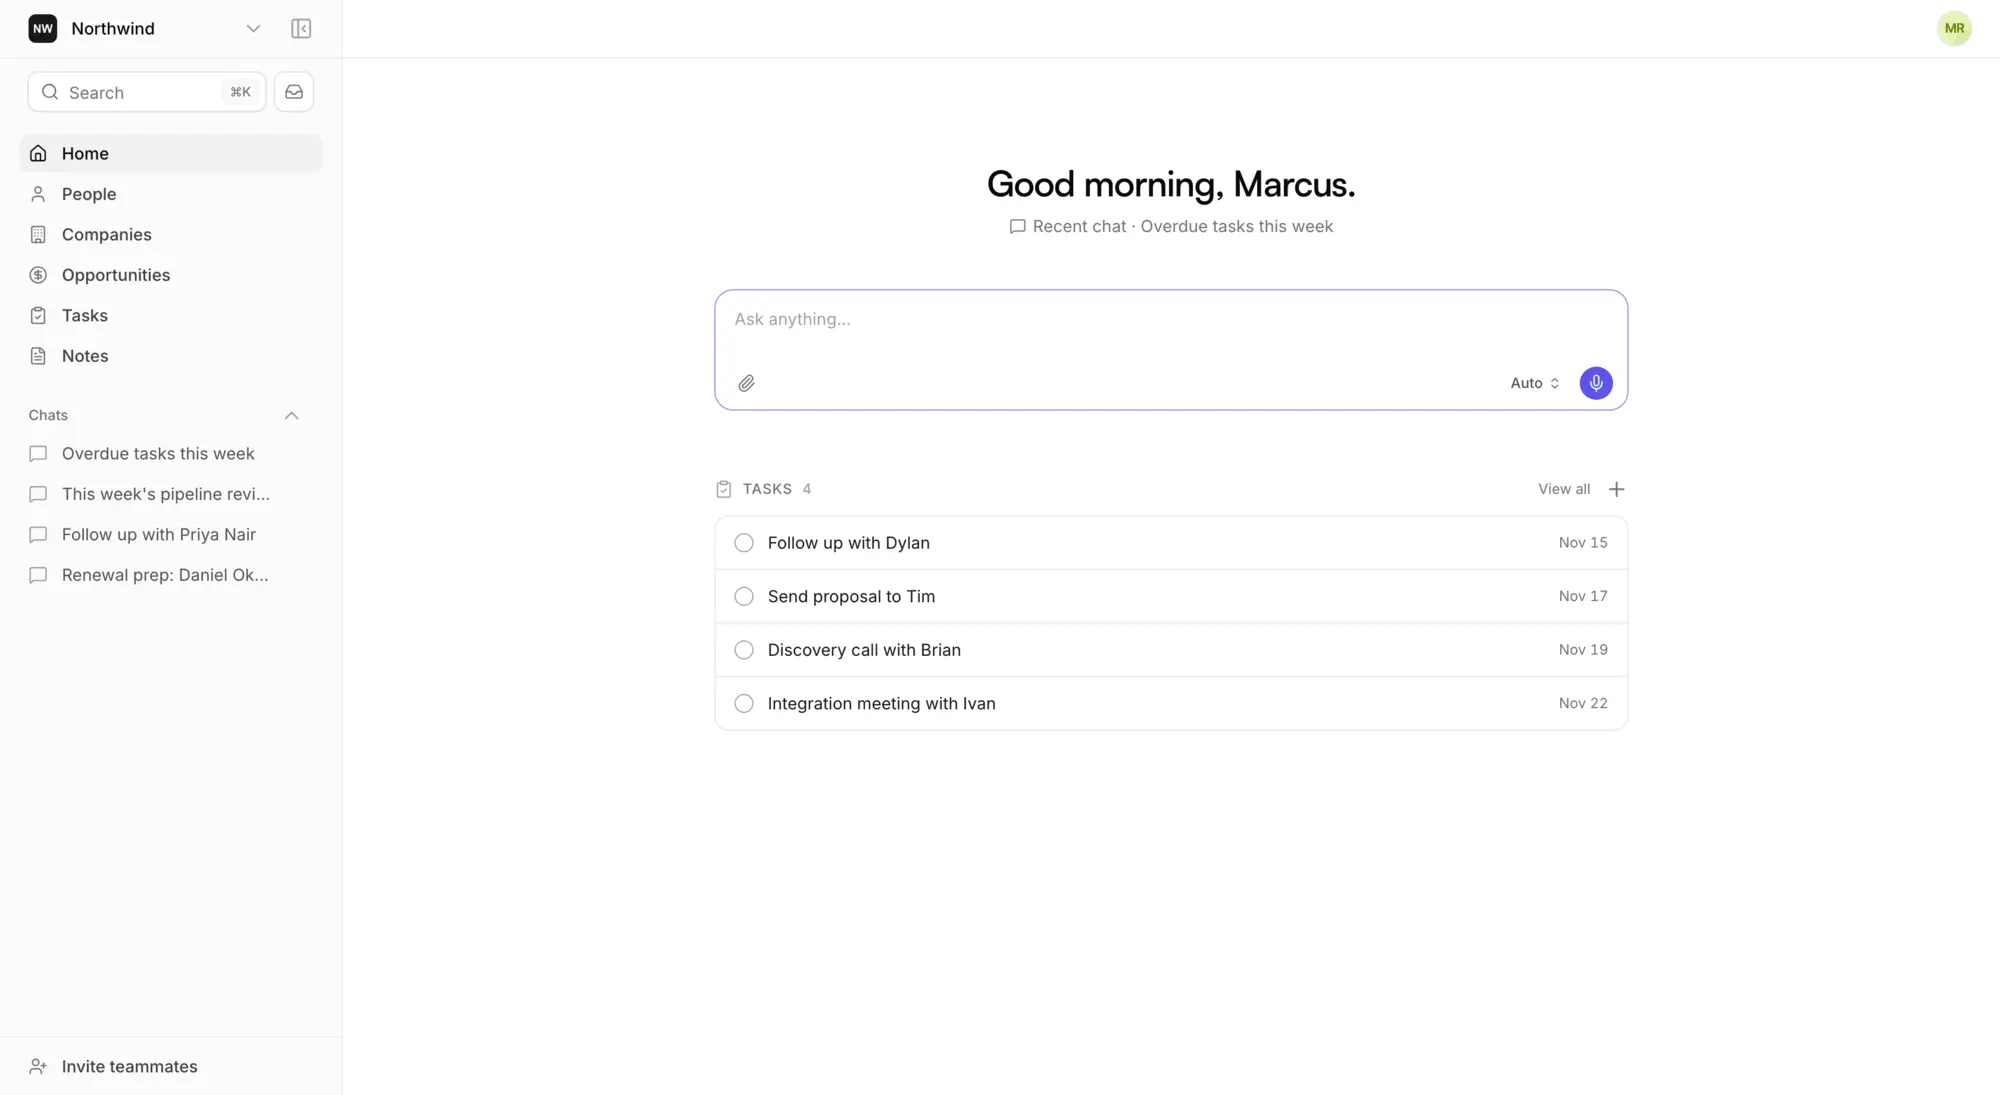 NW Northwind
MR
Search ⌘K
Home
People
Companies
Opportunities
Tasks
Notes
Chats
Overdue tasks this week
This week's pipeline revi...
Follow up with Priya Nair
Renewal prep: Daniel Ok...
Invite teammates
Good morning, Marcus.
Recent chat · Overdue tasks this week
Ask anything...
Auto
TASKS 4 View all
Follow up with Dylan Nov 15
Send proposal to Tim Nov 17
Discovery call with Brian Nov 19
Integration meeting with Ivan Nov 22